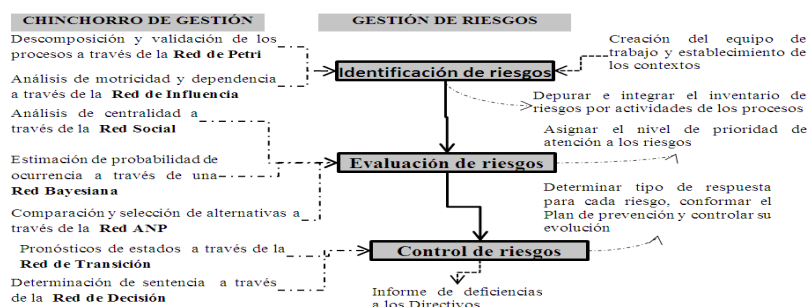 CHINCHORRO DE GESTIÓN
GESTIÓN DE RIESGOS
Descomposición y validación de los
procesos a través de la Red de Petri
Análisis de motricidad y dependencia
a través de la Red de Influencia
Análisis de centralidad a
través de la Red Social
Estimación de probabilidad de
ocurrencia a través de una
Red Bayesiana
Comparación y selección de alternativas a
través de la Red ANP
Pronósticos de estados a través de la
Red de Transición
Determinación de sentencia a través
de la Red de Decisión
Identificación de riesgos
Evaluación de riesgos
Control de riesgos
Creación del equipo de
trabajo y establecimiento de
los contextos
Depurar e integrar el inventario de
riesgos por actividades de los procesos
Asignar el nivel de prioridad de
atención a los riesgos
Determinar tipo de respuesta
para cada riesgo, conformar el
Plan de prevención y controlar su
evolución
Informe de deficiencias
a los Directivos